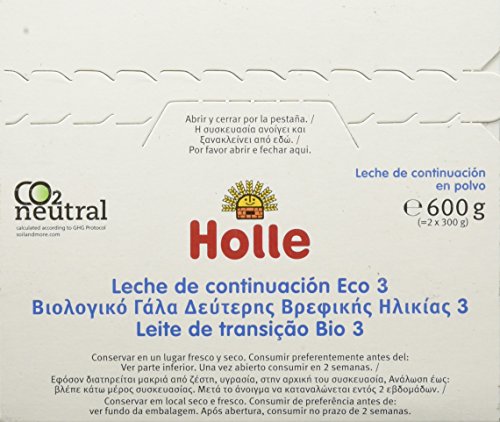 Abrir y cerrar por la pestaña. /
Η συσκευασία ανοίγει και
ξανακλείνει από εδώ. /
Por favor abrir e fechar aqui.
CO2
neutral
calculated according to GHG Protocol
soilandmore.com
Leche de continuación
en polvo
℮ 600 g
(=2 x 300 g)
Holle
Leche de continuación Eco 3
Βιολογικό Γάλα Δεύτερης Βρεφικής Ηλικίας 3
Leite de transição Bio 3
Conservar en un lugar fresco y seco. Consumir preferentemente antes del:
Ver parte inferior. Una vez abierto consumir en 2 semanas. /
Εφόσον διατηρείται μακριά από ζέστη, υγρασία, στην αρχική του συσκευασία, Ανάλωση έως:
βλέπε κάτω μέρος συσκευασίας. Μετά το άνοιγμα να καταναλώνεται εντός 2 εβδομάδων. /
Conservar em local seco e fresco. Consumir de preferência antes de:
ver fundo da embalagem. Após abertura, consumir no prazo de 2 semanas.